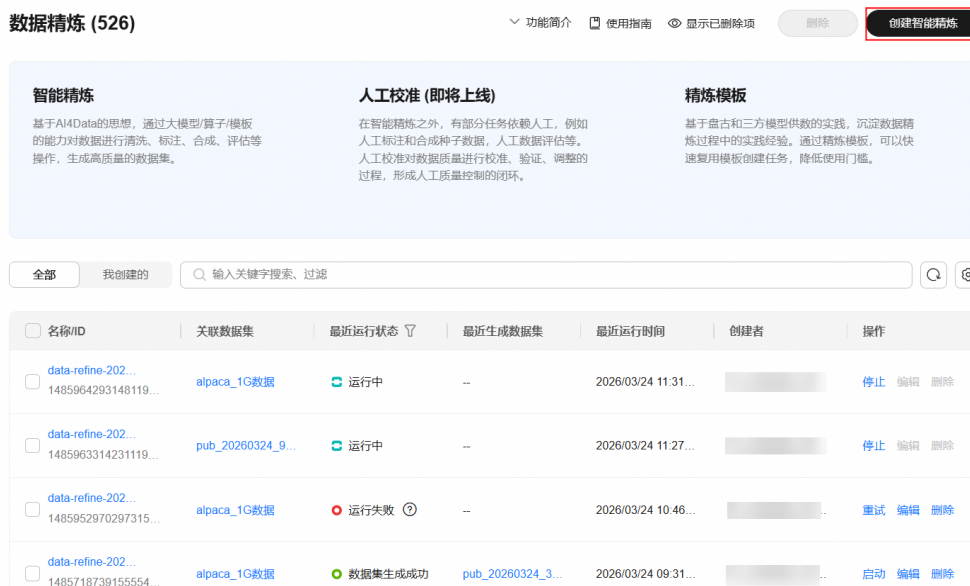 数据精炼 (526)
功能简介 使用指南 显示已删除项 删除 创建智能精炼
智能精炼 人工校准 (即将上线) 精炼模板
基于AI4Data的思想，通过大模型/算子/模板 在智能精炼之外，有部分任务依赖人工，例如 基于盘古和三方模型供数的实践，沉淀数据精
的能力对数据进行清洗、标注、合成、评估等 人工标注和合成种子数据，人工数据评估等。 炼过程中的实践经验。通过精炼模板，可以快
操作，生成高质量的数据集。 人工校准对数据质量进行校准、验证、调整的 速复用模板创建任务，降低使用门槛。
过程，形成人工质量控制的闭环。
全部 我创建的 输入关键字搜索、过滤
名称/ID 关联数据集 最近运行状态 最近生成数据集 最近运行时间 创建者 操作
data-refine-202...
alpaca_1G数据 运行中 -- 2026/03/24 11:31... 停止 编辑 删除
1485964293148119...
data-refine-202...
pub_20260324_9... 运行中 -- 2026/03/24 11:27... 停止 编辑 删除
1485963314231119...
data-refine-202...
alpaca_1G数据 运行失败 -- 2026/03/24 10:46... 重试 编辑 删除
1485952970297315...
data-refine-202...
alpaca_1G数据 数据集生成成功 pub_20260324_3... 2026/03/24 09:31... 启动 编辑 删除
1485718739155554...